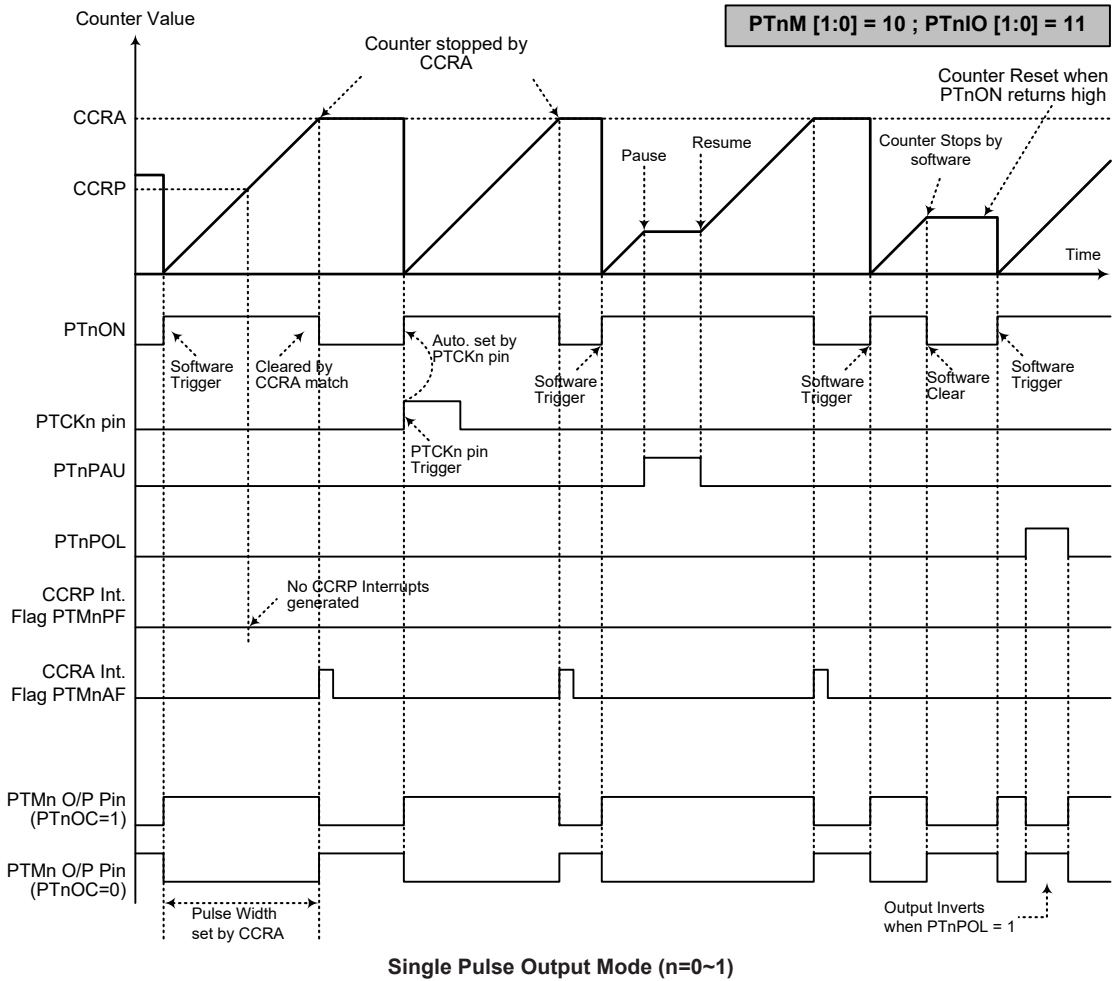 Counter Value
PTnM [1:0] = 10 ; PTnIO [1:0] = 11
Counter stopped by
CCRA
Counter Reset when
PTnON returns high
CCRA
Pause
Resume
Counter Stops by
software
CCRP
Time
PTnON
Software
Trigger
Cleared by
CCRA match
Auto. set by
PTCKn pin
Software
Trigger
Software
Trigger
Software
Clear
Software
Trigger
PTCKn pin
PTCKn pin
Trigger
PTnPAU
PTnPOL
CCRP Int.
Flag PTMnPF
No CCRP Interrupts
generated
CCRA Int.
Flag PTMnAF
PTMn O/P Pin
(PTnOC=1)
PTMn O/P Pin
(PTnOC=0)
Pulse Width
set by CCRA
Output Inverts
when PTnPOL = 1
Single Pulse Output Mode (n=0~1)